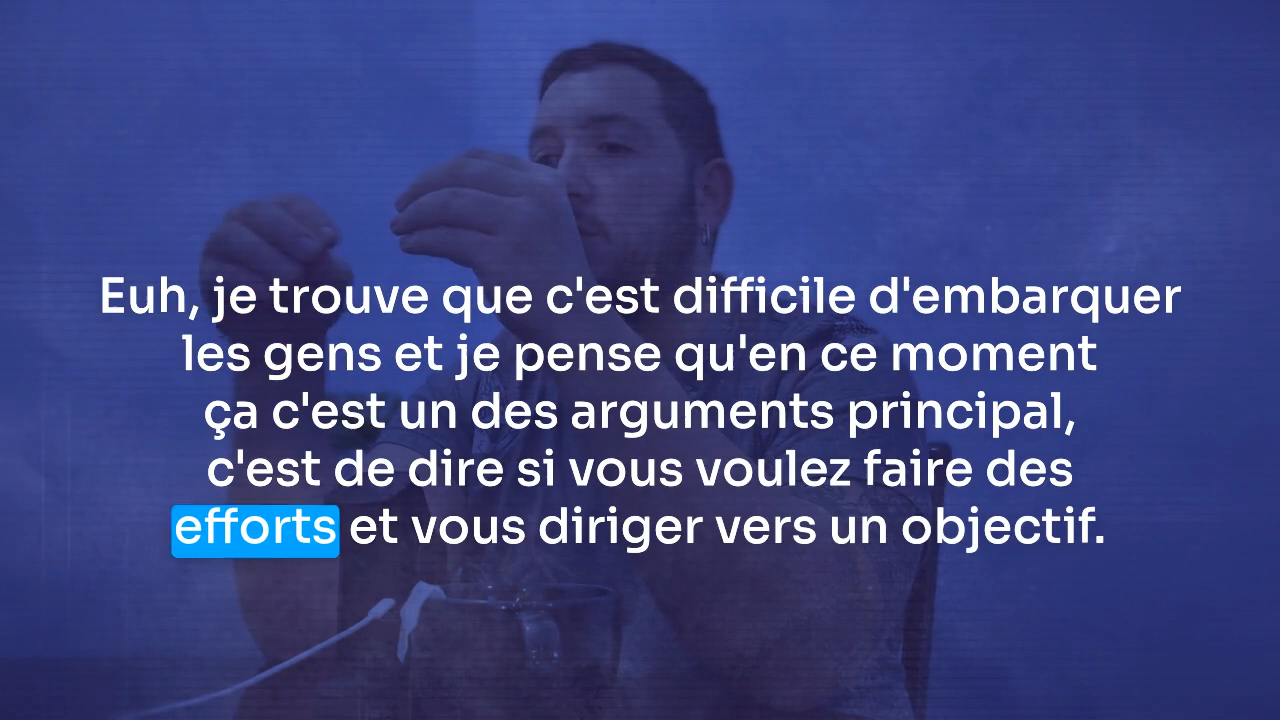 Euh, je trouve que c'est difficile d'embarquer
les gens et je pense qu'en ce moment
ça c'est un des arguments principal,
c'est de dire si vous voulez faire des
efforts et vous diriger vers un objectif.